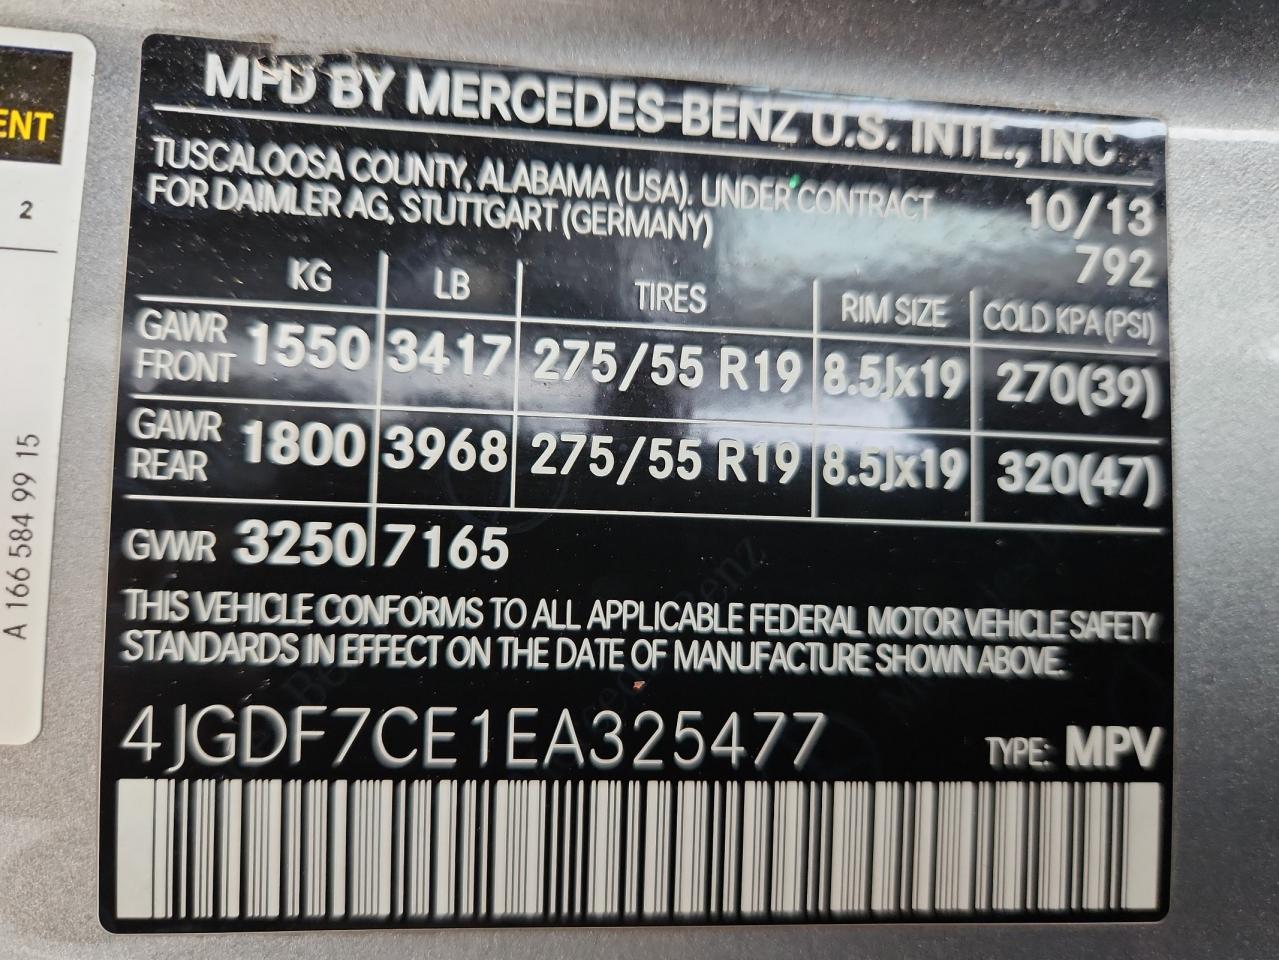 ENT
2
A 166 584 99 15
MFD BY MERCEDES-BENZ U.S. INTL., INC
TUSCALOOSA COUNTY, ALABAMA (USA). UNDER CONTRACT
FOR DAIMLER AG, STUTTGART (GERMANY)
10/13
792
KG LB TIRES RIM SIZE COLD KPA (PSI)
GAWR FRONT 1550 3417 275/55 R19 8.5Jx19 270(39)
GAWR REAR 1800 3968 275/55 R19 8.5Jx19 320(47)
GVWR 3250 7165
THIS VEHICLE CONFORMS TO ALL APPLICABLE FEDERAL MOTOR VEHICLE SAFETY
STANDARDS IN EFFECT ON THE DATE OF MANUFACTURE SHOWN ABOVE.
4JGDF7CE1EA325477
TYPE: MPV